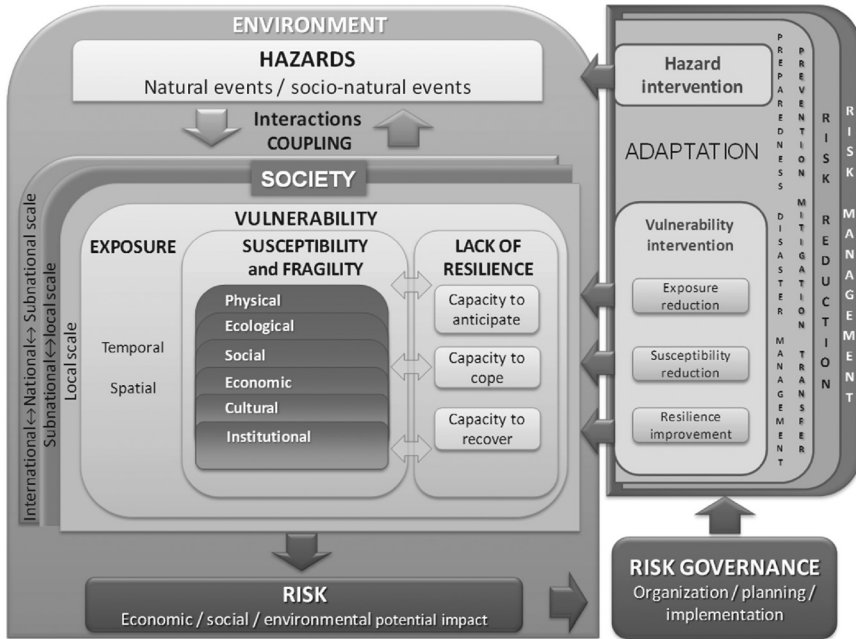 ENVIRONMENT
HAZARDS
Natural events / socio-natural events
Interactions
COUPLING
SOCIETY
International↔National↔Subnational scale
Subnational↔local scale
Local scale
VULNERABILITY
EXPOSURE
Temporal
Spatial
SUSCEPTIBILITY
and FRAGILITY
Physical
Ecological
Social
Economic
Cultural
Institutional
LACK OF
RESILIENCE
Capacity to
anticipate
Capacity to
cope
Capacity to
recover
RISK
Economic / social / environmental potential impact
Hazard
intervention
ADAPTATION
Vulnerability
intervention
Exposure
reduction
Susceptibility
reduction
Resilience
improvement
PREPAREDNESS DISASTER MANAGEMENT
PREVENTION MITIGATION TRANSFER
RISK REDUCTION
RISK MANAGEMENT
RISK GOVERNANCE
Organization / planning /
implementation